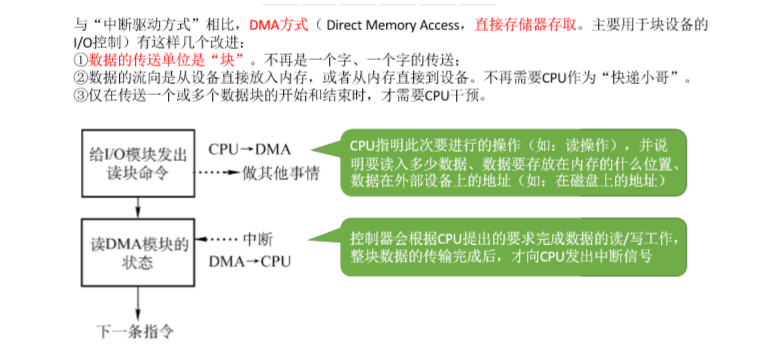 与“中断驱动方式”相比，DMA方式（ Direct Memory Access，直接存储器存取。主要用于块设备的
I/O控制）有这样几个改进：
①数据的传送单位是“块”。不再是一个字、一个字的传送；
②数据的流向是从设备直接放入内存，或者从内存直接到设备。不再需要CPU作为“快递小哥”。
③仅在传送一个或多个数据块的开始和结束时，才需要CPU干预。
给I/O模块发出
读块命令
CPU→DMA
做其他事情
CPU指明此次要进行的操作（如：读操作），并说
明要读入多少数据、数据要存放在内存的什么位置、
数据在外部设备上的地址（如：在磁盘上的地址）
读DMA模块的
状态
中断
DMA→CPU
控制器会根据CPU提出的要求完成数据的读/写工作，
整块数据的传输完成后，才向CPU发出中断信号
下一条指令